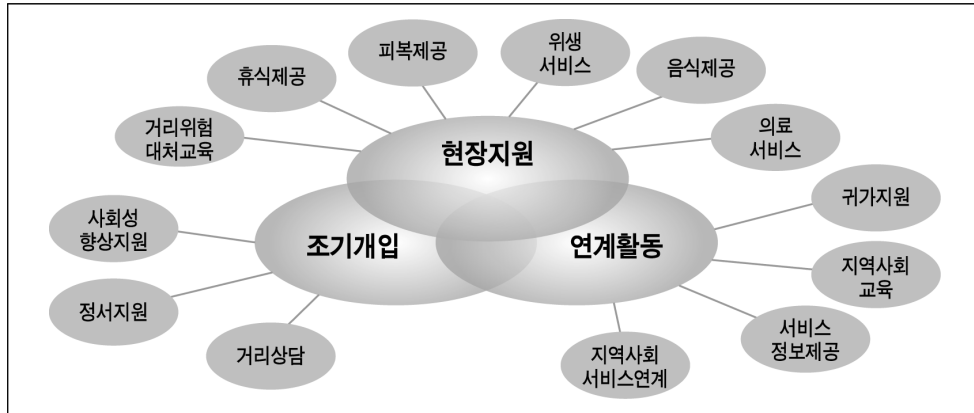 피복제공
위생
서비스
휴식제공
음식제공
거리위험
대처교육
현장지원
의료
서비스
사회성
향상지원
조기개입
연계활동
귀가지원
정서지원
지역사회
교육
거리상담
지역사회
서비스연계
서비스
정보제공